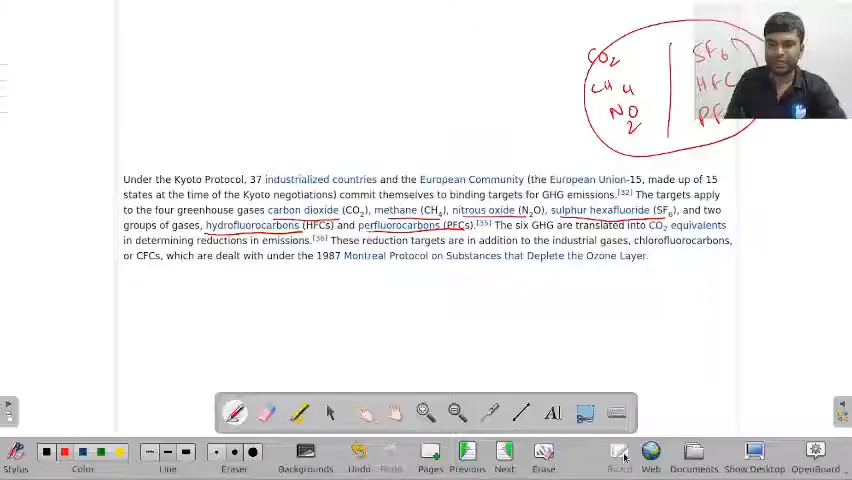 CO2
CH4
NO2
SF6
HFC
PF
Under the Kyoto Protocol, 37 industrialized countries and the European Community (the European Union-15, made up of 15
states at the time of the Kyoto negotiations) commit themselves to binding targets for GHG emissions.[32] The targets apply
to the four greenhouse gases carbon dioxide (CO2), methane (CH4), nitrous oxide (N2O), sulphur hexafluoride (SF6), and two
groups of gases, hydrofluorocarbons (HFCs) and perfluorocarbons (PFCs).[35] The six GHG are translated into CO2 equivalents
in determining reductions in emissions.[36] These reduction targets are in addition to the industrial gases, chlorofluorocarbons,
or CFCs, which are dealt with under the 1987 Montreal Protocol on Substances that Deplete the Ozone Layer.
AI
Stylus Color Line Eraser Backgrounds Undo Redo Pages Previous Next Erase Board Web Documents Show Desktop OpenBoard